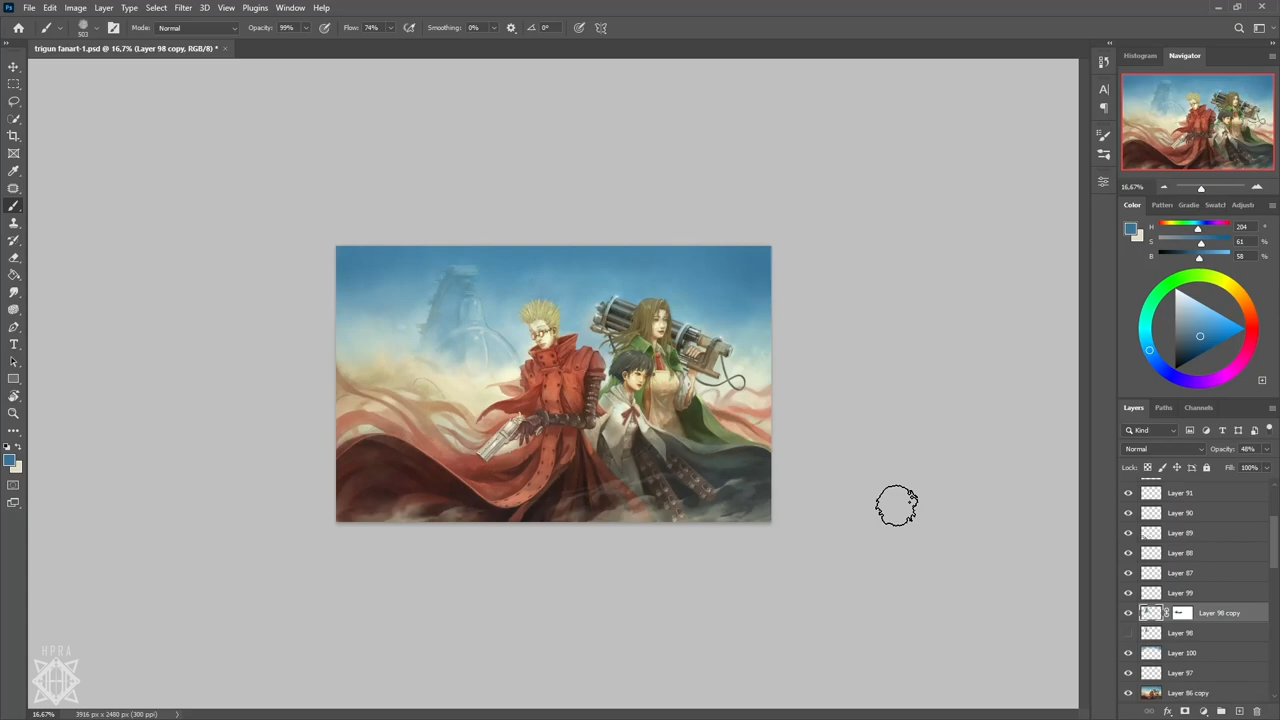 Ps File Edit Image Layer Type Select Filter 3D View Plugins Window Help
503 Mode: Normal Opacity: 99% Flow: 74% Smoothing: 0% 0°
trigun fanart-1.psd @ 16,7% (Layer 98 copy, RGB/8) * ×
Histogram Navigator
16,67%
Color Pattern Gradie Swatch Adjusti
H 204 °
S 61 %
B 58 %
Layers Paths Channels
Kind
Normal Opacity: 48%
Lock: Fill: 100%
Layer 91
Layer 90
Layer 89
Layer 88
Layer 87
Layer 99
Layer 98 copy
Layer 98
Layer 100
Layer 97
Layer 86 copy
HPRA
16,67% 3916 px x 2480 px (300 ppi)